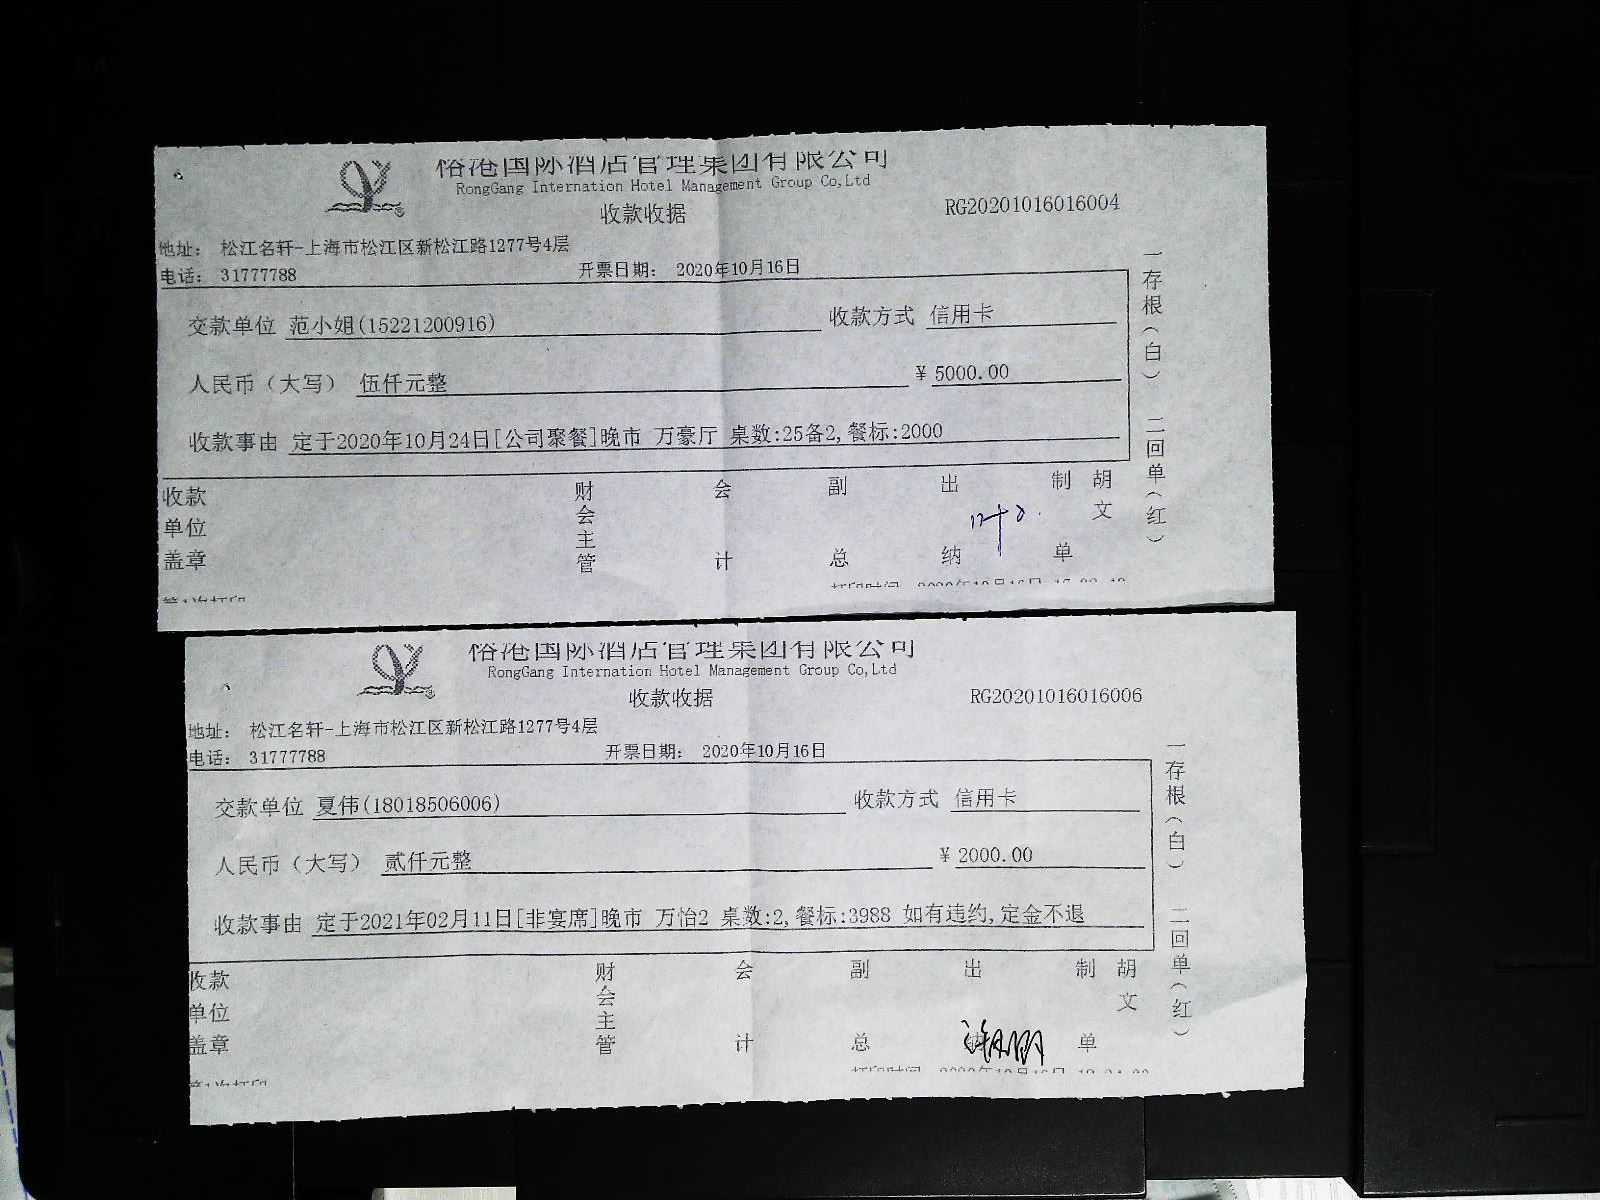 裕港国际酒店管理集团有限公司
RongGang Internation Hotel Management Group Co,Ltd
收款收据
RG20201016016004
地址: 松江名轩-上海市松江区新松江路1277号4层
电话: 31777788 开票日期: 2020年10月16日
交款单位 范小姐(15221200916) 收款方式 信用卡
人民币(大写) 伍仟元整 ¥ 5000.00
收款事由 定于2020年10月24日[公司聚餐]晚市 万豪厅 桌数:25备2,餐标:2000
收款单位盖章 财会主管 会计 副总 出纳 制单 胡文
一存根(白) 二回单(红)
第1次打印
裕港国际酒店管理集团有限公司
RongGang Internation Hotel Management Group Co,Ltd
收款收据
RG20201016016006
地址: 松江名轩-上海市松江区新松江路1277号4层
电话: 31777788 开票日期: 2020年10月16日
交款单位 夏伟(18018506006) 收款方式 信用卡
人民币(大写) 贰仟元整 ¥ 2000.00
收款事由 定于2021年02月11日[非宴席]晚市 万怡2 桌数:2,餐标:3988 如有违约,定金不退
收款单位盖章 财会主管 会计 副总 出纳 制单 胡文
一存根(白) 二回单(红)
第1次打印